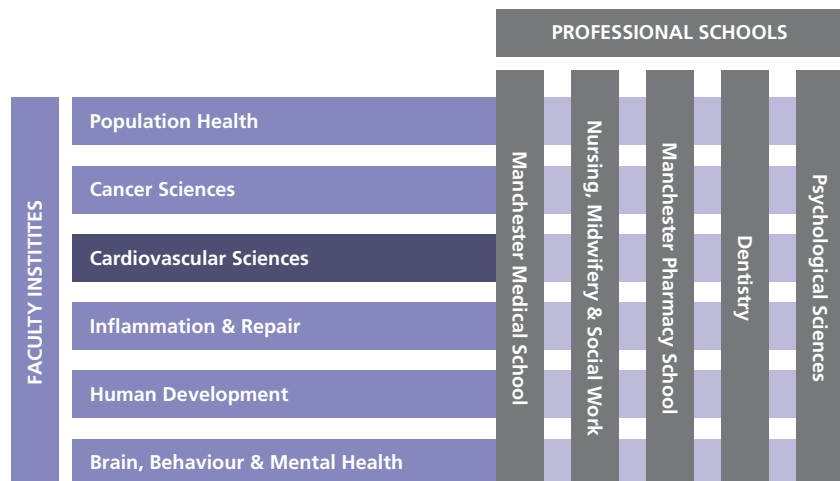 PROFESSIONAL SCHOOLS
FACULTY INSTITITES
Population Health
Cancer Sciences
Cardiovascular Sciences
Inflammation & Repair
Human Development
Brain, Behaviour & Mental Health
Manchester Medical School
Nursing, Midwifery & Social Work
Manchester Pharmacy School
Dentistry
Psychological Sciences